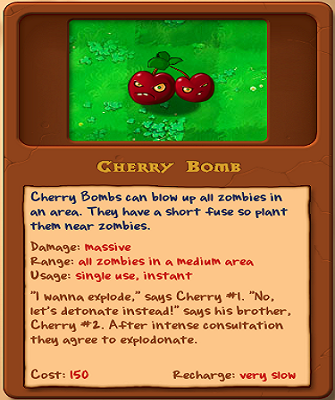 Cherry Bomb
Cherry Bombs can blow up all zombies in
an area. They have a short fuse so plant
them near zombies.
Damage: massive
Range: all zombies in a medium area
Usage: single use, instant
"I wanna explode," says Cherry #1. "No,
let's detonate instead!" says his brother,
Cherry #2. After intense consultation
they agree to explodonate.
Cost: 150 Recharge: very slow